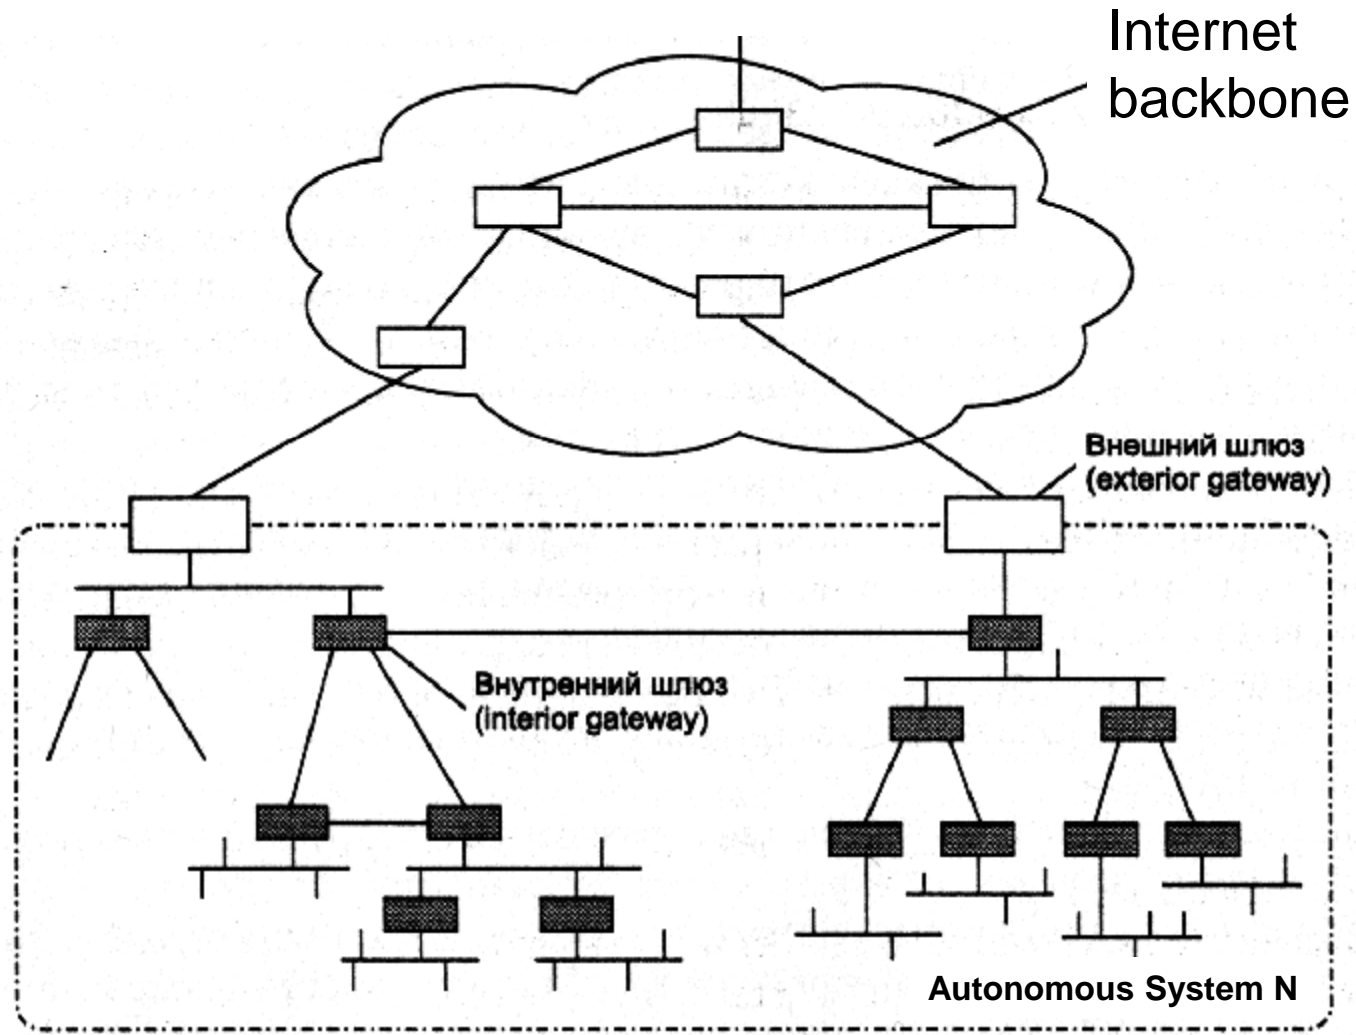 Internet
backbone
Внешний шлюз
(exterior gateway)
Внутренний шлюз
(interior gateway)
Autonomous System N